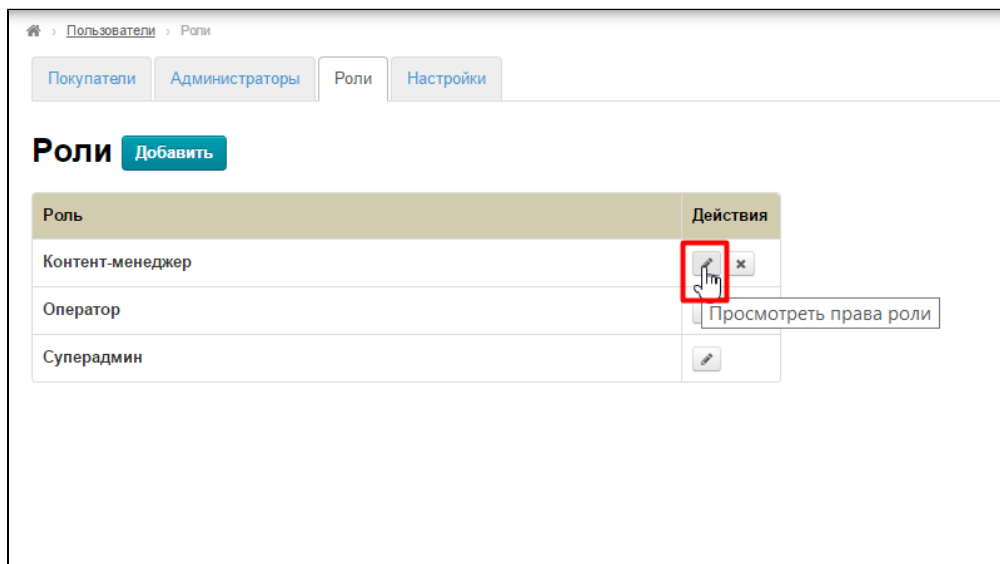 Пользователи › Роли
Покупатели Администраторы Роли Настройки
Роли Добавить
Роль Действия
Контент-менеджер
Оператор
Просмотреть права роли
Суперадмин